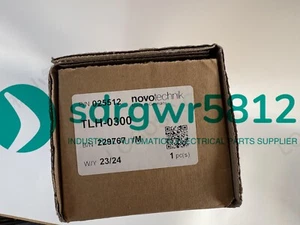 P/N 025512 novotechnik
TLH-0300
sdrgwr5812
INDUSTRIAL AUTOMATION ELECTRICAL PARTS SUPPLIER
229767 /M
W/Y 23/24
1 pc(s)